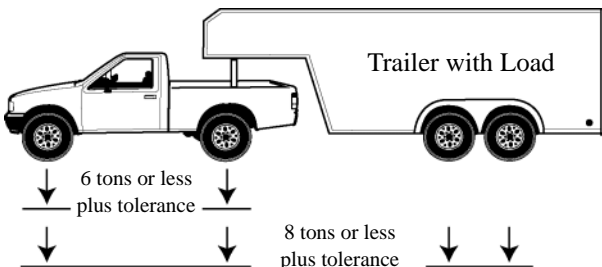 Trailer with Load
6 tons or less
plus tolerance
8 tons or less
plus tolerance